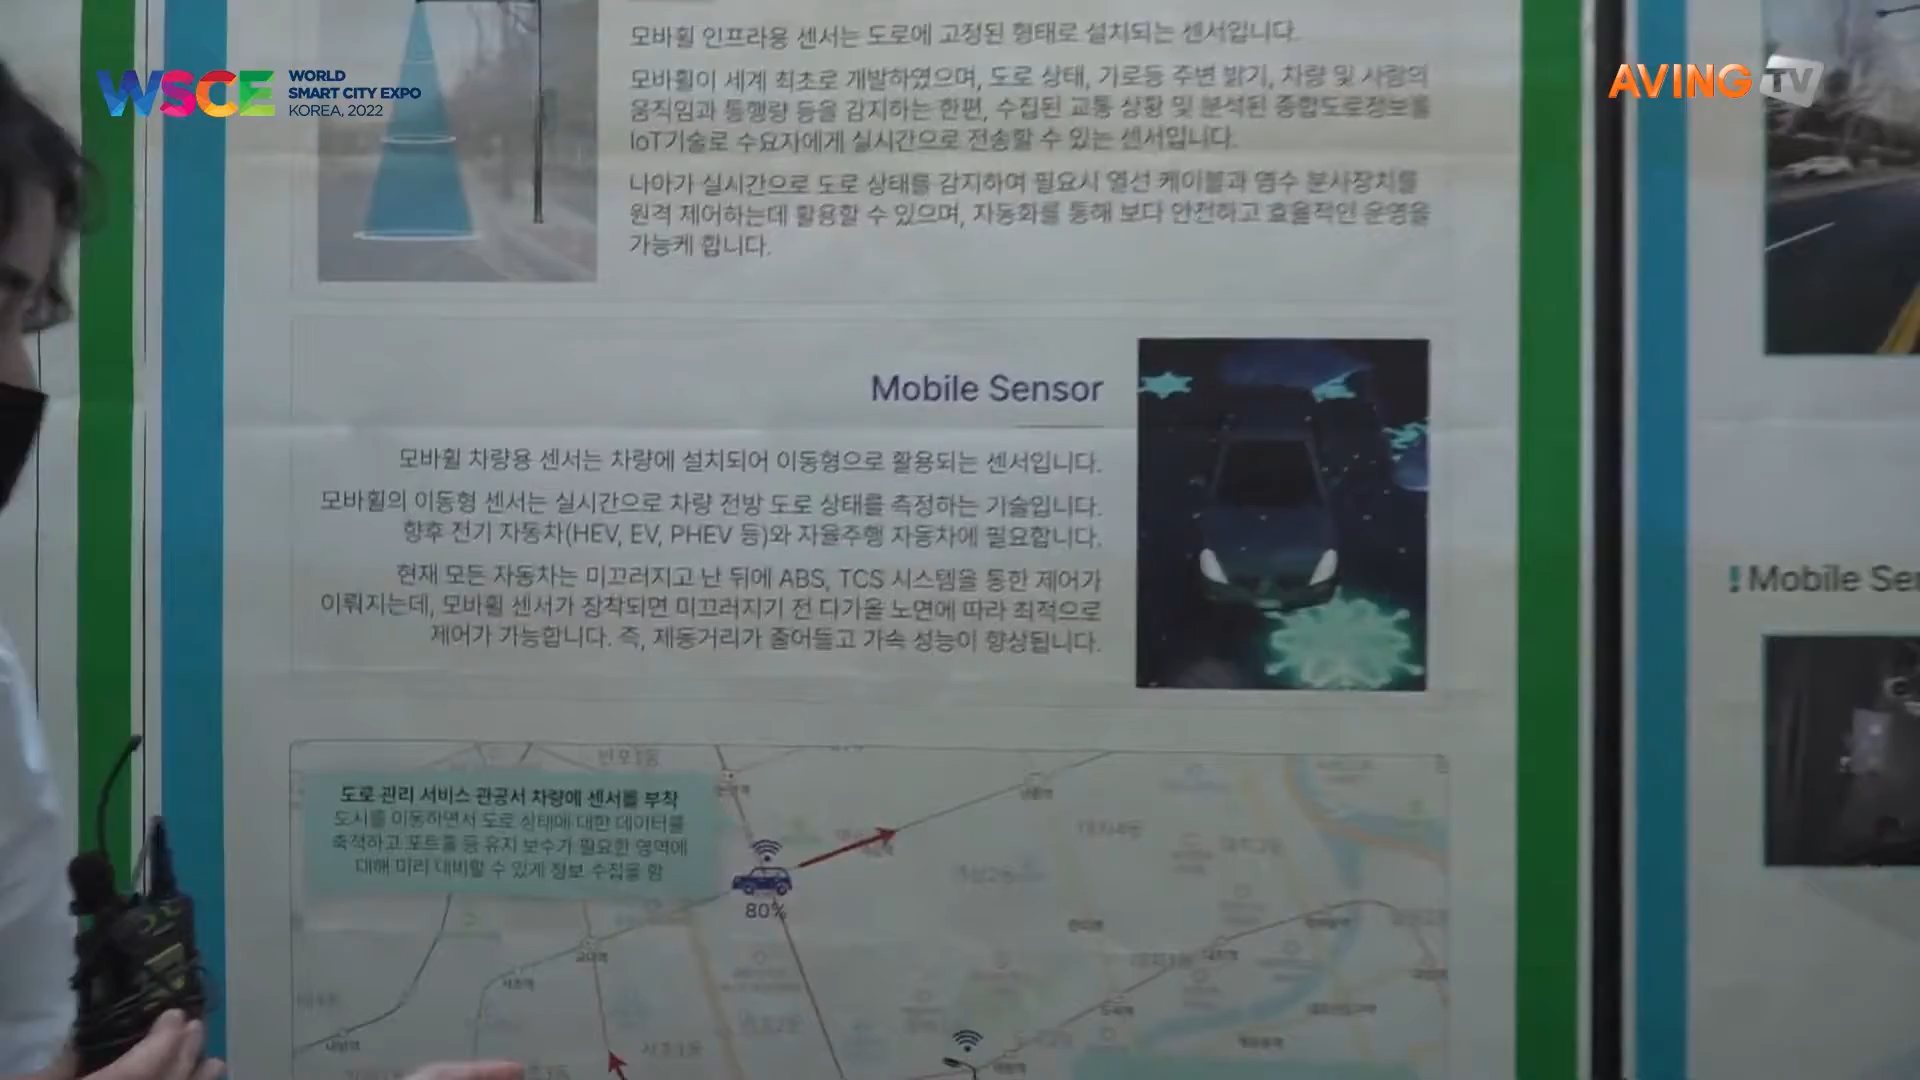 WSCE
WORLD
SMART CITY EXPO
KOREA, 2022
AVING TV
모바휠 인프라용 센서는 도로에 고정된 형태로 설치되는 센서입니다.
모바휠이 세계 최초로 개발하였으며, 도로 상태, 가로등 주변 밝기, 차량 및 사람의
움직임과 통행량 등을 감지하는 한편, 수집된 교통 상황 및 분석된 종합도로정보를
IoT기술로 수요자에게 실시간으로 전송할 수 있는 센서입니다.
나아가 실시간으로 도로 상태를 감지하여 필요시 열선 케이블과 염수 분사장치를
원격 제어하는데 활용할 수 있으며, 자동화를 통해 보다 안전하고 효율적인 운영을
가능케 합니다.
Mobile Sensor
모바휠 차량용 센서는 차량에 설치되어 이동형으로 활용되는 센서입니다.
모바휠의 이동형 센서는 실시간으로 차량 전방 도로 상태를 측정하는 기술입니다.
향후 전기 자동차(HEV, EV, PHEV 등)와 자율주행 자동차에 필요합니다.
현재 모든 자동차는 미끄러지고 난 뒤에 ABS, TCS 시스템을 통한 제어가
이뤄지는데, 모바휠 센서가 장착되면 미끄러지기 전 다가올 노면에 따라 최적으로
제어가 가능합니다. 즉, 제동거리가 줄어들고 가속 성능이 향상됩니다.
! Mobile Se
도로 관리 서비스 관공서 차량에 센서를 부착
도시를 이동하면서 도로 상태에 대한 데이터를
축적하고 포트홀 등 유지 보수가 필요한 영역에
대해 미리 대비할 수 있게 정보 수집을 함
80%
교대역
서초역